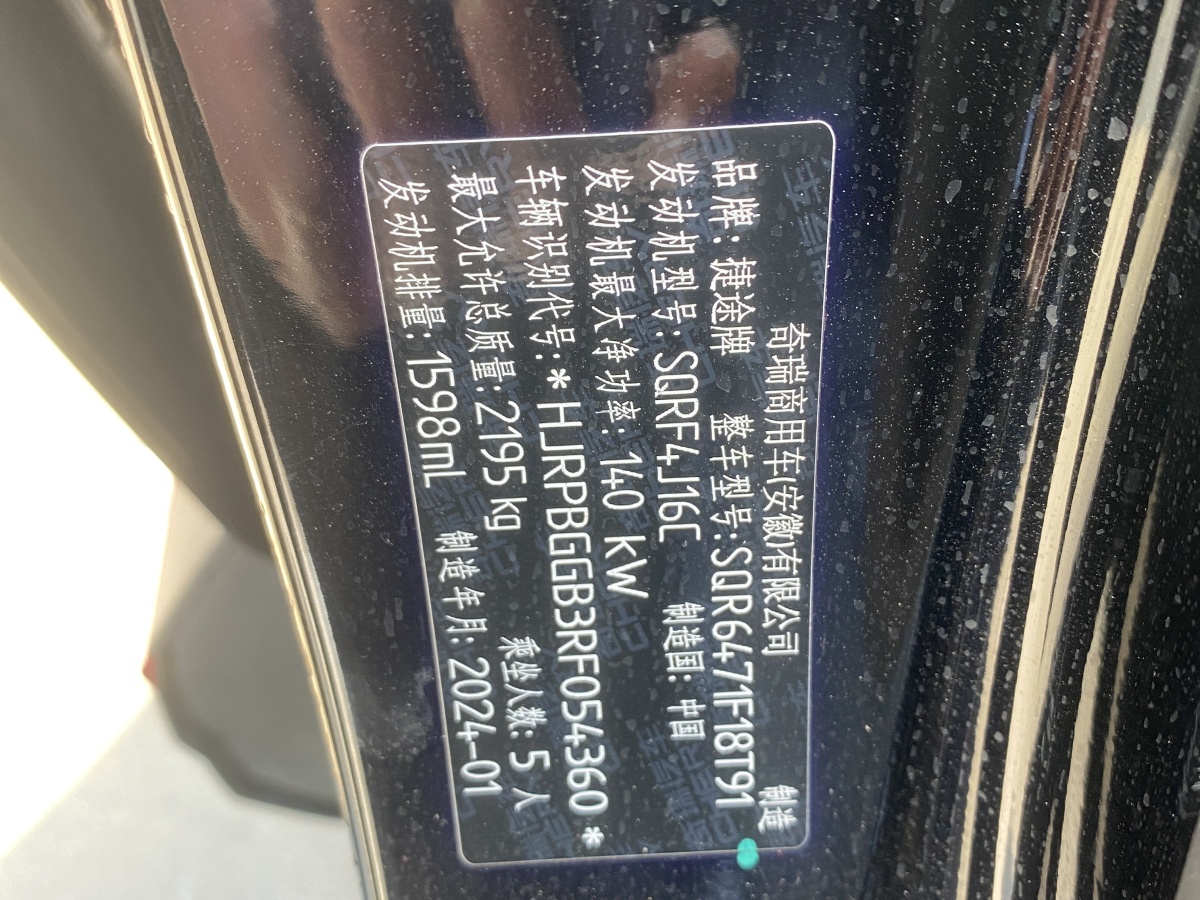 奇瑞商用车(安徽)有限公司 制造
品牌:捷途牌 整车型号:SQR6471F18T91
发动机型号:SQRF4J16C 制造国:中国
发动机最大净功率:140 kW
车辆识别代号:*HJRPBGGB3RF054360*
最大允许总质量:2195 kg 乘坐人数:5 人
发动机排量:1598mL 制造年月:2024-01